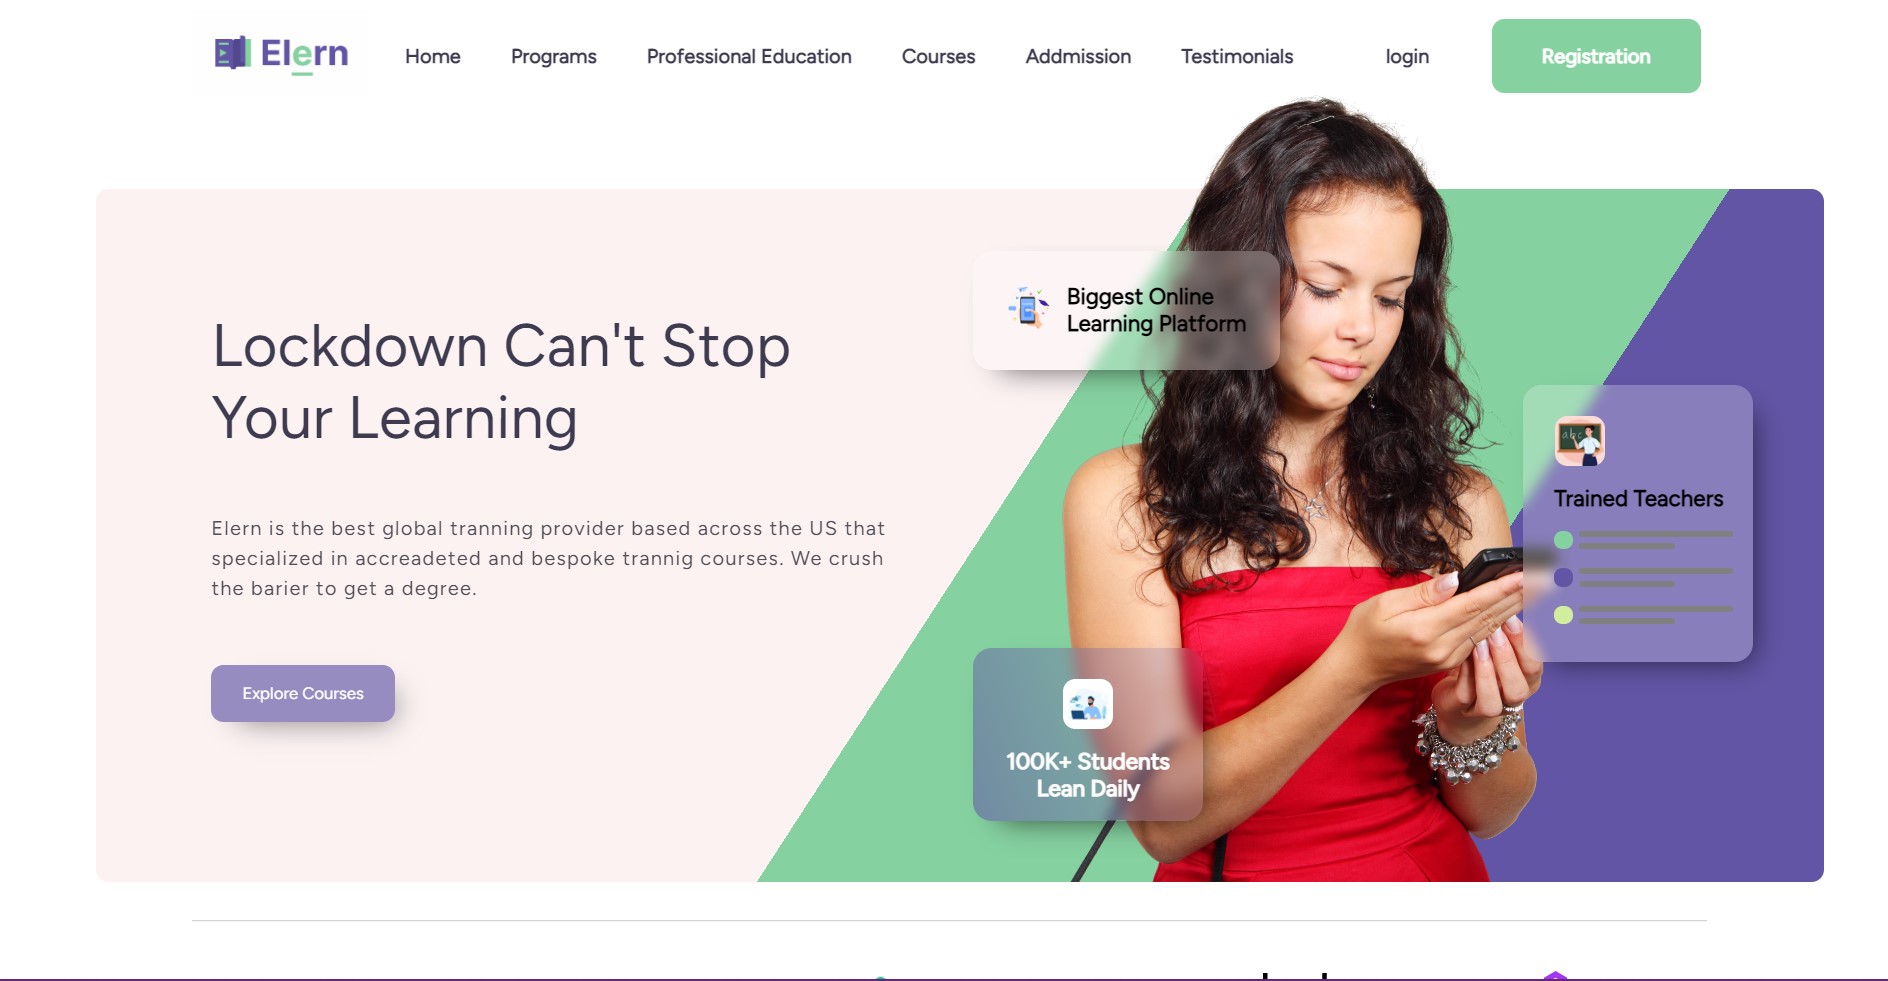 Elern
Home
Programs
Professional Education
Courses
Addmission
Testimonials
login
Registration
Biggest Online
Learning Platform
Lockdown Can't Stop
Your Learning
abc
Trained Teachers
Elern is the best global tranning provider based across the US that
specialized in accreadeted and bespoke trannig courses. We crush
the barier to get a degree.
Explore Courses
100K+ Students
Lean Daily